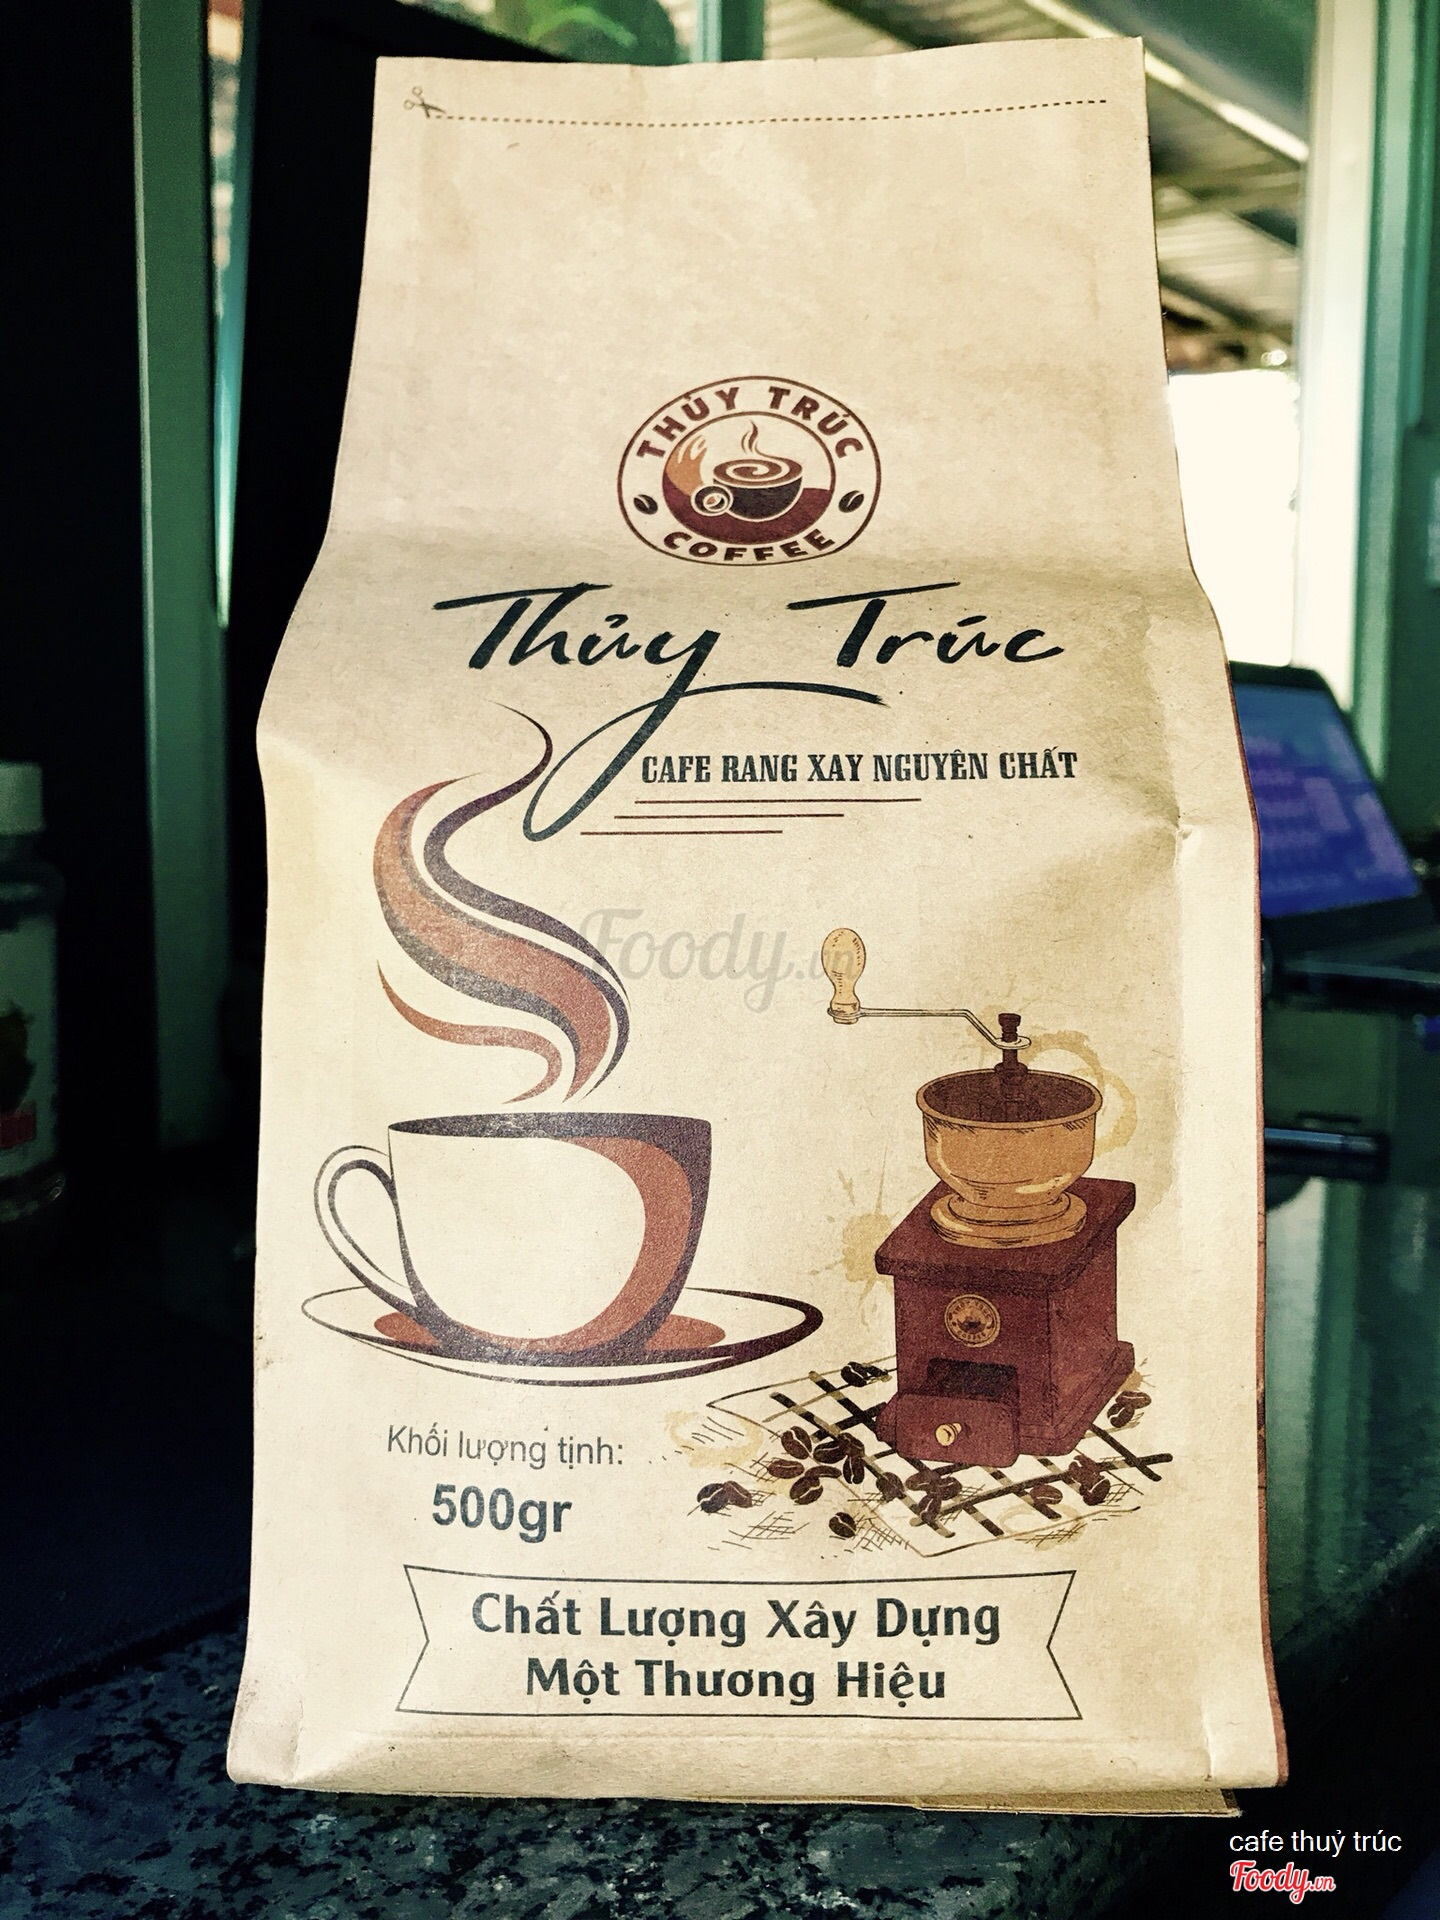 THỦY TRÚC
COFFEE
Thủy Trúc
CAFE RANG XAY NGUYÊN CHẤT
Foody.vn
Khối lượng tịnh:
500gr
Chất Lượng Xây Dựng
Một Thương Hiệu
cafe thuỷ trúc
Foody.vn